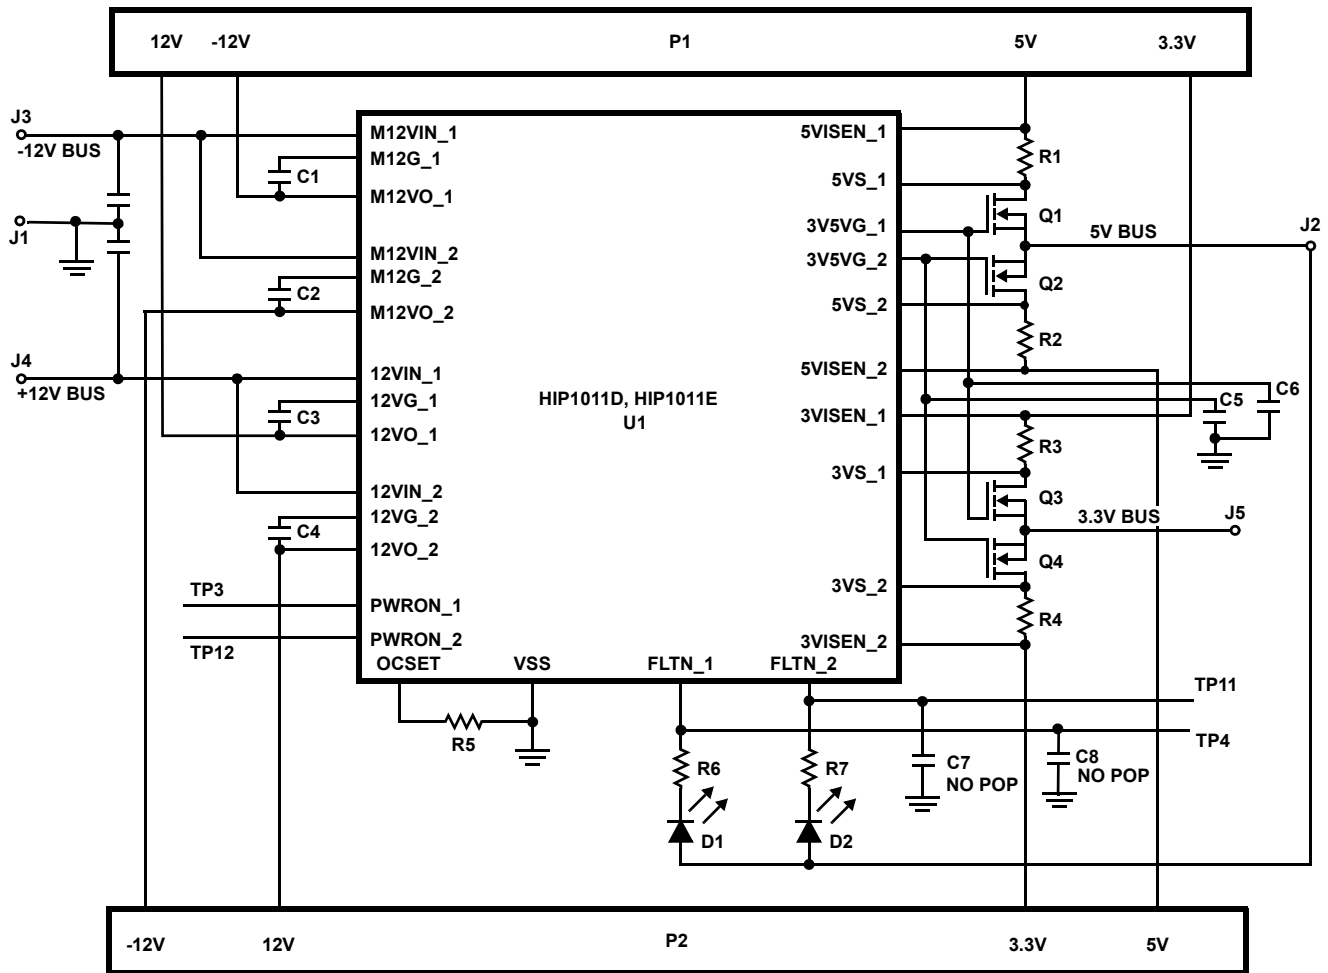 12V -12V P1 5V 3.3V
J3
-12V BUS
J1
J4
+12V BUS
M12VIN_1
M12G_1
C1
M12VO_1
M12VIN_2
M12G_2
C2
M12VO_2
12VIN_1
12VG_1
C3
12VO_1
12VIN_2
12VG_2
C4
12VO_2
TP3
PWRON_1
TP12
PWRON_2
HIP1011D, HIP1011E
U1
5VISEN_1
R1
5VS_1
3V5VG_1
Q1
5V BUS
J2
3V5VG_2
Q2
5VS_2
R2
5VISEN_2
C6
C5
3VISEN_1
R3
3VS_1
Q3
3.3V BUS
J5
Q4
3VS_2
R4
3VISEN_2
OCSET VSS FLTN_1 FLTN_2
R5
TP11
TP4
R6
R7
C7
NO POP
C8
NO POP
D1
D2
-12V 12V P2 3.3V 5V